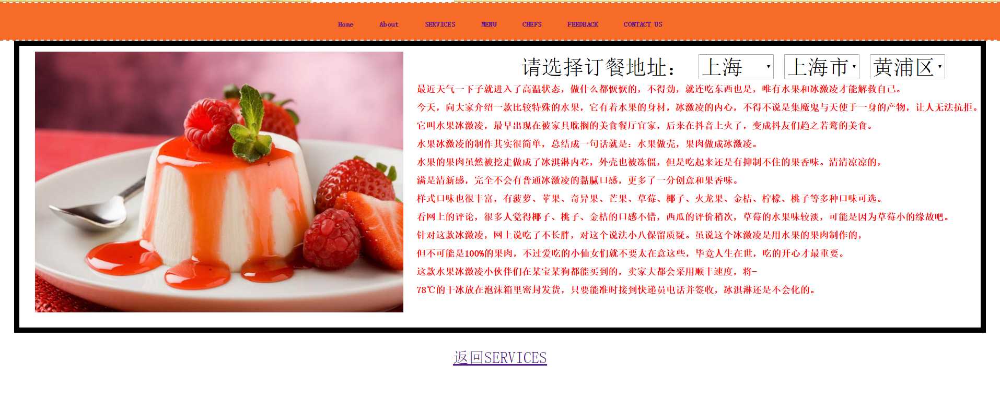 Home About SERVICES MENU CHEFS FEEDBACK CONTACT US
请选择订餐地址： 上海 上海市 黄浦区
最近天气一下子就进入了高温状态，做什么都恹恹的，不得劲，就连吃东西也是，唯有水果和冰激凌才能解救自己。
今天，向大家介绍一款比较特殊的水果，它有着水果的身材，冰激凌的内心，不得不说是集魔鬼与天使于一身的产物，让人无法抗拒。
它叫水果冰激凌，最早出现在被家具耽搁的美食餐厅宜家，后来在抖音上火了，变成抖友们趋之若鹜的美食。
水果冰激凌的制作其实很简单，总结成一句话就是：水果做壳，果肉做成冰激凌。
水果的果肉虽然被挖走做成了冰淇淋内芯，外壳也被冻僵，但是吃起来还是有抑制不住的果香味。清清凉凉的，
满是清新感，完全不会有普通冰激凌的黏腻口感，更多了一分创意和果香味。
样式口味也很丰富，有菠萝、苹果、奇异果、芒果、草莓、椰子、火龙果、金桔、柠檬、桃子等多种口味可选。
看网上的评论，很多人觉得椰子、桃子、金桔的口感不错，西瓜的评价稍次，草莓的水果味较淡，可能是因为草莓小的缘故吧。
针对这款冰激凌，网上说吃了不长胖，对这个说法小八保留质疑。虽说这个冰激凌是用水果的果肉制作的，
但不可能是100%的果肉，不过爱吃的小仙女们就不要太在意这些，毕竟人生在世，吃的开心才最重要。
这款水果冰激凌小伙伴们在某宝某狗都能买到的，卖家大都会采用顺丰速度，将-
78℃的干冰放在泡沫箱里密封发货，只要能准时接到快递员电话并签收，冰淇淋还是不会化的。
返回SERVICES